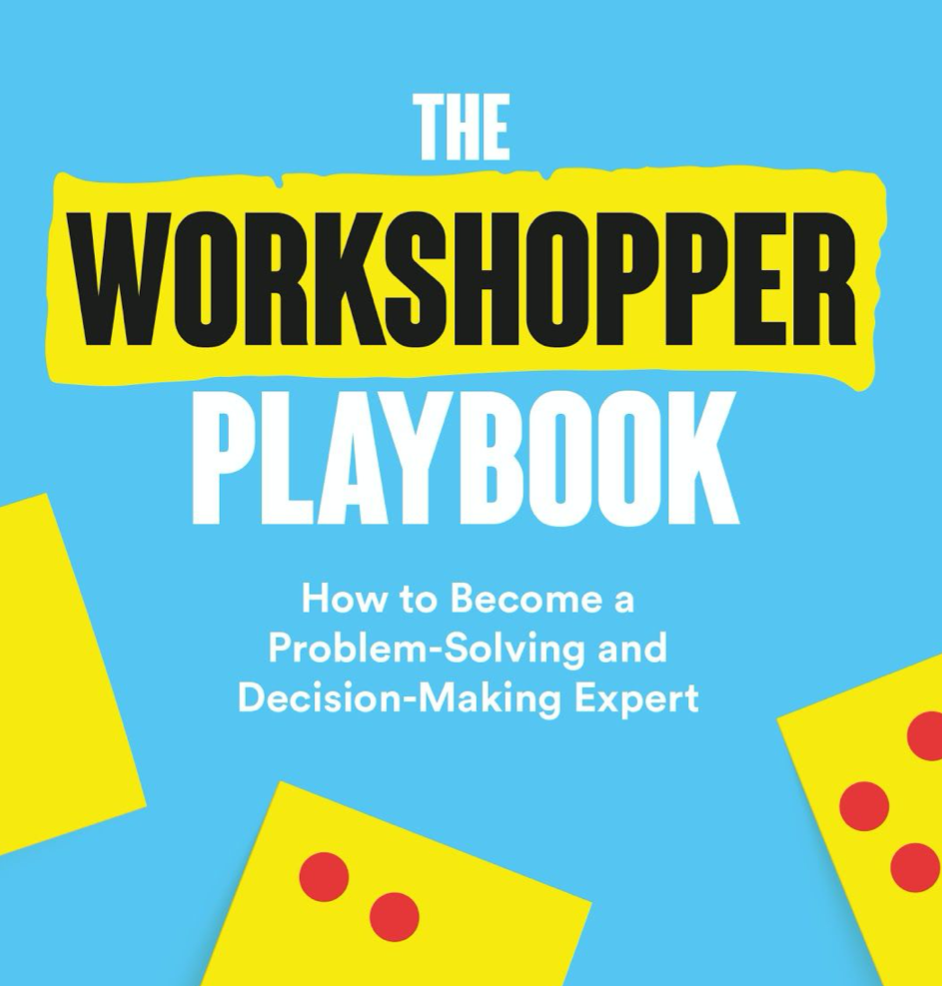 THE
WORKSHOPPER
PLAYBOOK
How to Become a
Problem-Solving and
Decision-Making Expert